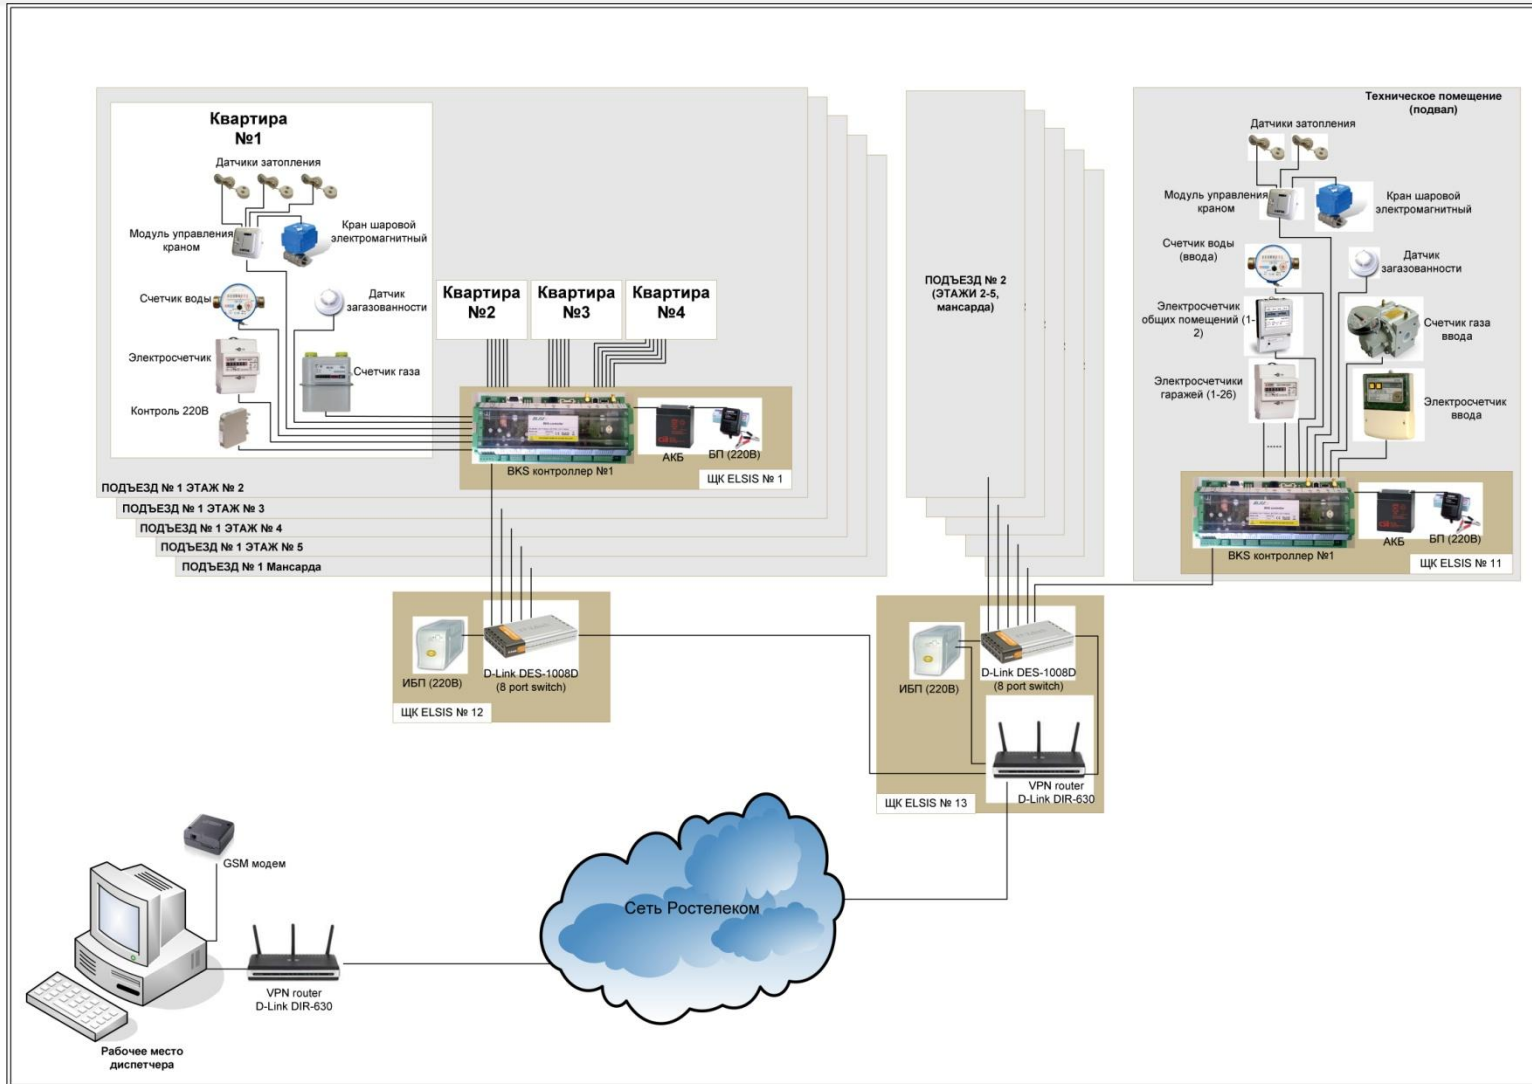 Квартира
№1
Датчики затопления
Модуль управления
краном
Кран шаровой
электромагнитный
Счетчик воды
Датчик
загазованности
Электросчетчик
Счетчик газа
Контроль 220В
Квартира
№2
Квартира
№3
Квартира
№4
BKS контроллер №1
АКБ
БП (220В)
ЩК ELSIS № 1
ПОДЪЕЗД № 1 ЭТАЖ № 2
ПОДЪЕЗД № 1 ЭТАЖ № 3
ПОДЪЕЗД № 1 ЭТАЖ № 4
ПОДЪЕЗД № 1 ЭТАЖ № 5
ПОДЪЕЗД № 1 Мансарда
ПОДЪЕЗД № 2
(ЭТАЖИ 2-5,
мансарда)
Техническое помещение
(подвал)
Датчики затопления
Модуль управления
краном
Кран шаровой
электромагнитный
Счетчик воды
(ввода)
Датчик
загазованности
Электросчетчик
общих помещений (1-
2)
Счетчик газа
ввода
Электросчетчики
гаражей (1-26)
Электросчетчик
ввода
BKS контроллер №1
АКБ
БП (220В)
ЩК ELSIS № 11
ИБП (220В)
D-Link DES-1008D
(8 port switch)
ЩК ELSIS № 12
ИБП (220В)
D-Link DES-1008D
(8 port switch)
VPN router
D-Link DIR-630
ЩК ELSIS № 13
GSM модем
Сеть Ростелеком
VPN router
D-Link DIR-630
Рабочее место
диспетчера